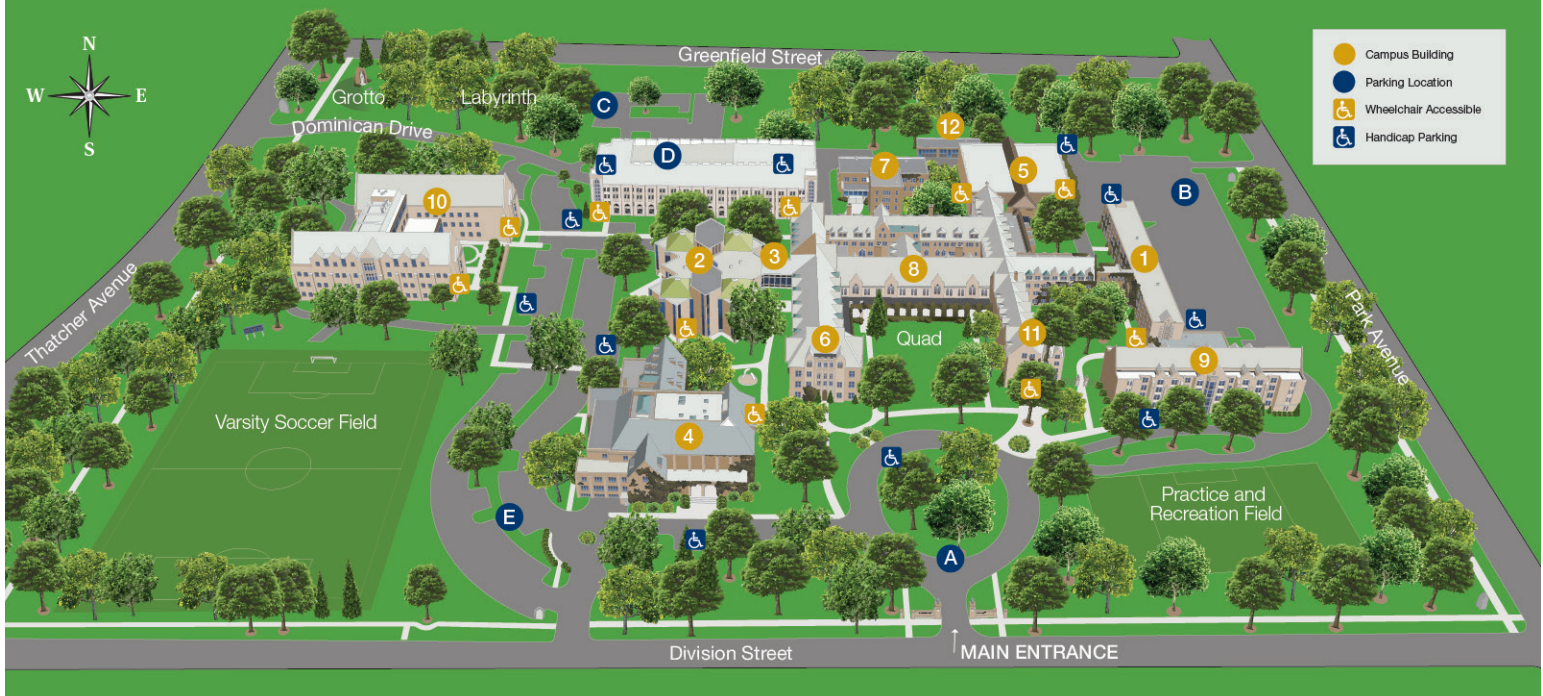 N
W
E
S
Greenfield Street
Campus Building
Parking Location
Wheelchair Accessible
Handicap Parking
Grotto
Labyrinth
C
Dominican Drive
12
D
7
5
B
10
2
3
8
1
Thatcher Avenue
Park Avenue
6
Quad
11
9
Varsity Soccer Field
4
Practice and
Recreation Field
E
A
Division Street
MAIN ENTRANCE